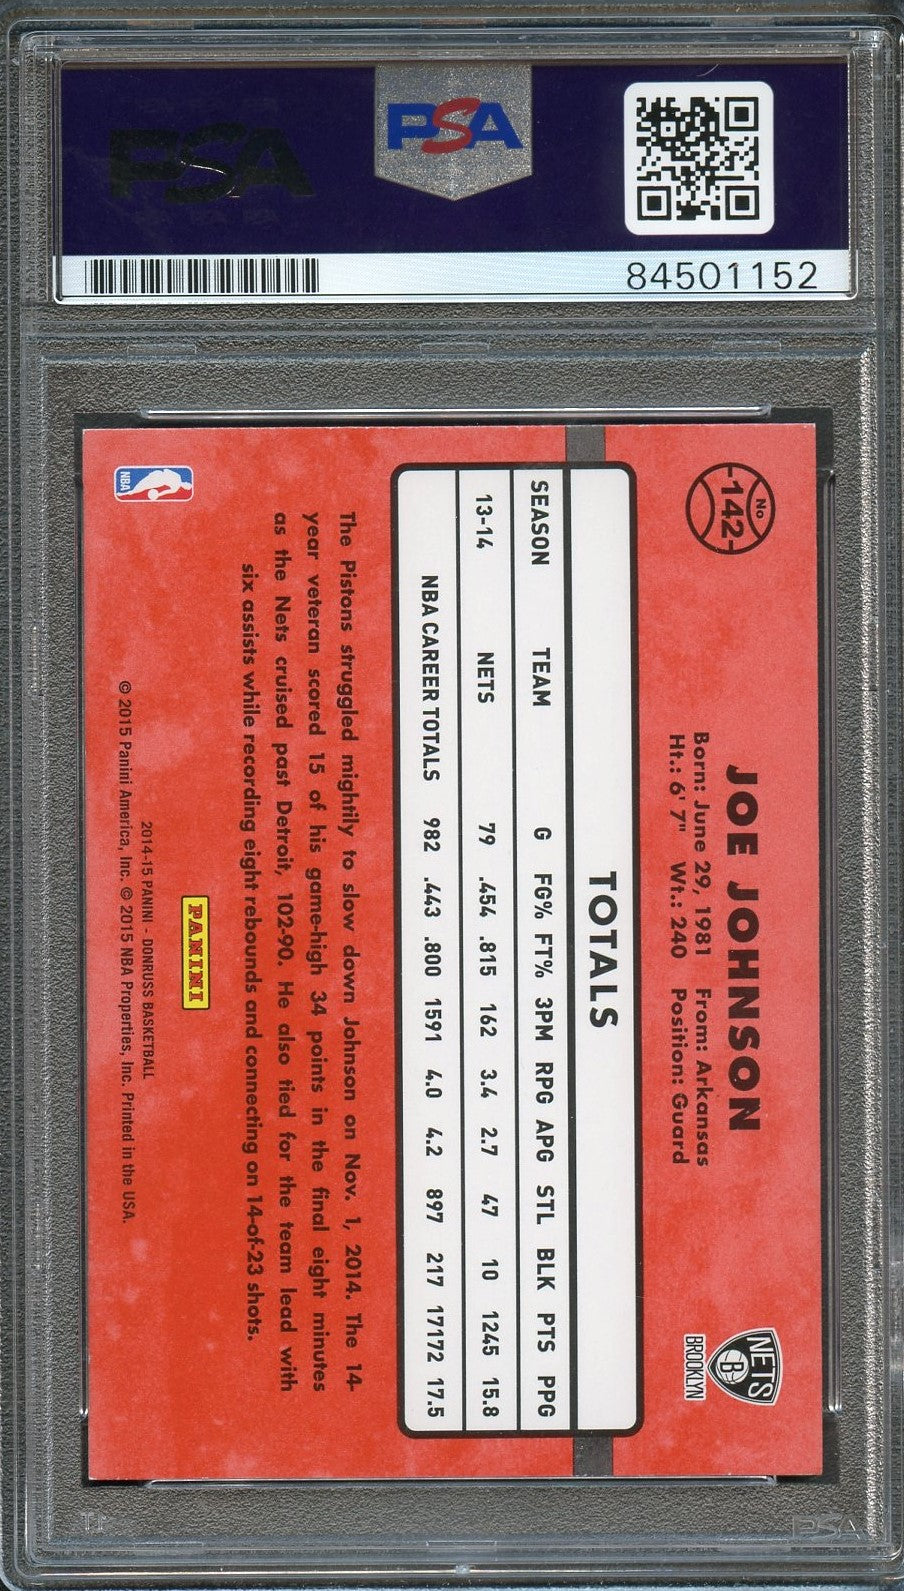 PSA
PSA
84501152
No
142
JOE JOHNSON
Born: June 29, 1981 From: Arkansas
Ht.: 6' 7" Wt.: 240 Position: Guard
NETS
B
BROOKLYN
TOTALS
SEASON TEAM G FG% FT% 3PM RPG APG STL BLK PTS PPG
13-14 NETS 79 .454 .815 162 3.4 2.7 47 10 1245 15.8
NBA CAREER TOTALS 982 .443 .800 1591 4.0 4.2 897 217 17172 17.5
The Pistons struggled mightily to slow down Johnson on Nov. 1, 2014. The 14-
year veteran scored 15 of his game-high 34 points in the final eight minutes
as the Nets cruised past Detroit, 102-90. He also tied for the team lead with
six assists while recording eight rebounds and connecting on 14-of-23 shots.
PANINI
NBA
2014-15 PANINI - DONRUSS BASKETBALL
© 2015 Panini America, Inc. © 2015 NBA Properties, Inc. Printed in the USA.
PSA